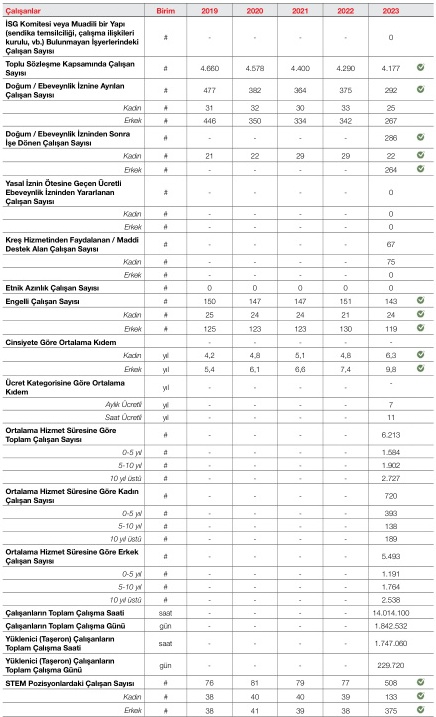 Çalışanlar Birim 2019 2020 2021 2022 2023
İSG Komitesi veya Muadili bir Yapı
(sendika temsilciliği, çalışma ilişkileri
kurulu, vb.) Bulunmayan İşyerlerindeki
Çalışan Sayısı # - - - - 0
Toplu Sözleşme Kapsamında Çalışan
Sayısı # 4.660 4.578 4.400 4.290 4.177
Doğum / Ebeveynlik İznine Ayrılan
Çalışan Sayısı # 477 382 364 375 292
Kadın # 31 32 30 33 25
Erkek # 446 350 334 342 267
Doğum / Ebeveynlik İzninden Sonra
İşe Dönen Çalışan Sayısı # - - - - 286
Kadın # 21 22 29 29 22
Erkek # - - - - 264
Yasal İznin Ötesine Geçen Ücretli
Ebeveynlik İzninden Yararlanan
Çalışan Sayısı # - - - - 0
Kadın # - - - - 0
Erkek # - - - - 0
Kreş Hizmetinden Faydalanan / Maddi
Destek Alan Çalışan Sayısı # - - - - 67
Kadın # - - - - 75
Erkek # - - - - 0
Etnik Azınlık Çalışan Sayısı # 0 0 0 0 0
Engelli Çalışan Sayısı # 150 147 147 151 143
Kadın # 25 24 24 21 24
Erkek # 125 123 123 130 119
Cinsiyete Göre Ortalama Kıdem - - - - -
Kadın yıl 4,2 4,8 5,1 4,8 6,3
Erkek yıl 5,4 6,1 6,6 7,4 9,8
Ücret Kategorisine Göre Ortalama
Kıdem yıl - - - - -
Aylık Ücretli yıl - - - - 7
Saat Ücretli yıl - - - - 11
Ortalama Hizmet Süresine Göre
Toplam Çalışan Sayısı # - - - - 6.213
0-5 yıl # - - - - 1.584
5-10 yıl # - - - - 1.902
10 yıl üstü # - - - - 2.727
Ortalama Hizmet Süresine Göre Kadın
Çalışan Sayısı # - - - - 720
0-5 yıl # - - - - 393
5-10 yıl # - - - - 138
10 yıl üstü # - - - - 189
Ortalama Hizmet Süresine Göre Erkek
Çalışan Sayısı # - - - - 5.493
0-5 yıl # - - - - 1.191
5-10 yıl # - - - - 1.764
10 yıl üstü # - - - - 2.538
Çalışanların Toplam Çalışma Saati saat - - - - 14.014.100
Çalışanların Toplam Çalışma Günü gün - - - - 1.842.532
Yüklenici (Taşeron) Çalışanların
Toplam Çalışma Saati saat - - - - 1.747.060
Yüklenici (Taşeron) Çalışanların
Toplam Çalışma Günü gün - - - - 229.720
STEM Pozisyonlardaki Çalışan Sayısı # 76 81 79 77 508
Kadın # 38 40 40 39 133
Erkek # 38 41 39 38 375